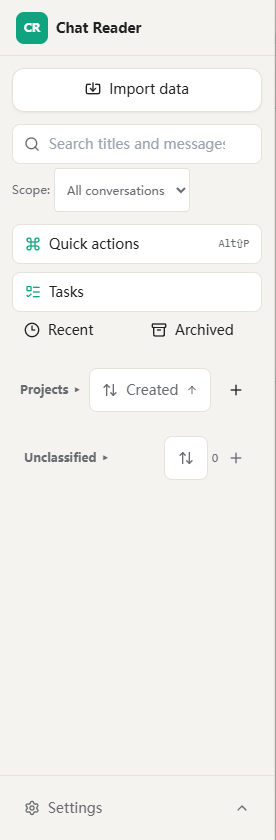 CR Chat Reader
Import data
Search titles and messages
Scope: All conversations
Quick actions Alt⇧P
Tasks
Recent Archived
Projects ▸ Created ↑ +
Unclassified ▸ 0 +
Settings